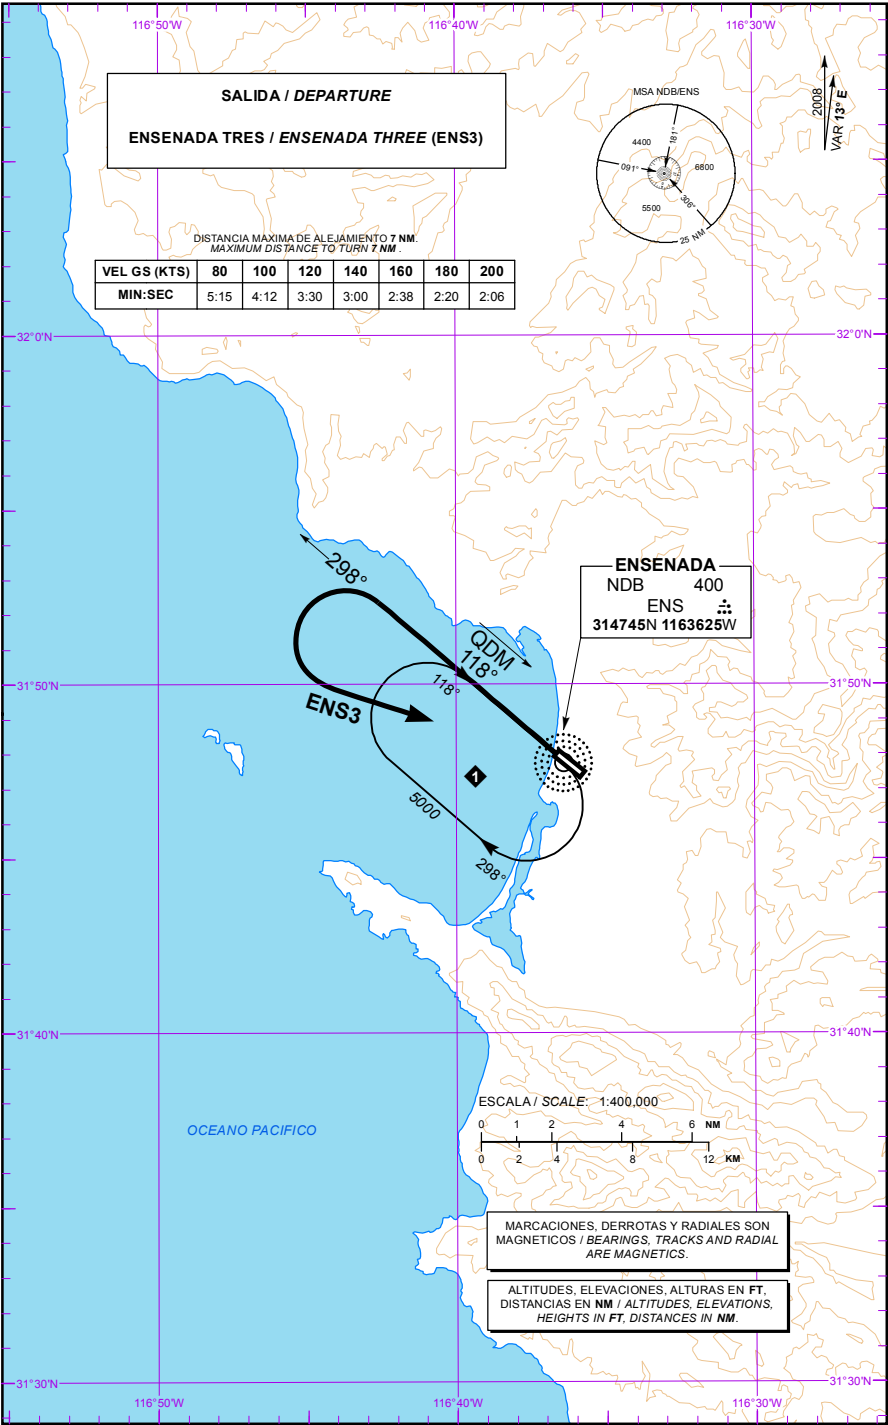 116°50'W
116°40'W
116°30'W
SALIDA / DEPARTURE
ENSENADA TRES / ENSENADA THREE (ENS3)
MSA NDB/ENS
4400
181°
091°
6800
306°
5500
25 NM
2008
VAR 13° E
DISTANCIA MAXIMA DE ALEJAMIENTO 7 NM.
MAXIMUM DISTANCE TO TURN 7 NM .
VEL GS (KTS) 80 100 120 140 160 180 200
MIN:SEC 5:15 4:12 3:30 3:00 2:38 2:20 2:06
32°0'N
32°0'N
298°
ENSENADA
NDB 400
ENS
314745N 1163625W
QDM
118°
118°
31°50'N
31°50'N
ENS3
1
5000
298°
31°40'N
31°40'N
ESCALA / SCALE: 1:400,000
0 1 2 4 6 NM
0 2 4 8 12 KM
OCEANO PACIFICO
MARCACIONES, DERROTAS Y RADIALES SON
MAGNETICOS / BEARINGS, TRACKS AND RADIAL
ARE MAGNETICS.
ALTITUDES, ELEVACIONES, ALTURAS EN FT,
DISTANCIAS EN NM / ALTITUDES, ELEVATIONS,
HEIGHTS IN FT, DISTANCES IN NM.
31°30'N
31°30'N
116°50'W
116°40'W
116°30'W